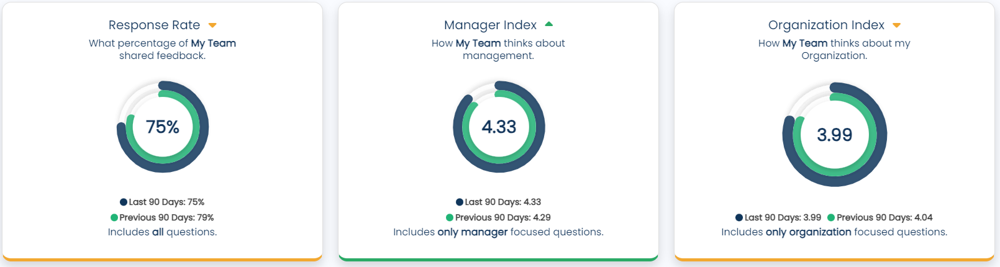 Response Rate
What percentage of My Team
shared feedback.
75%
Last 90 Days: 75%
Previous 90 Days: 79%
Includes all questions.
Manager Index
How My Team thinks about
management.
4.33
Last 90 Days: 4.33
Previous 90 Days: 4.29
Includes only manager focused questions.
Organization Index
How My Team thinks about my
Organization.
3.99
Last 90 Days: 3.99 Previous 90 Days: 4.04
Includes only organization focused questions.